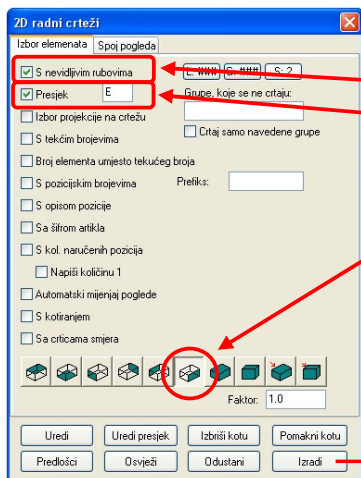 2D radni crteži
Izbor elemenata Spoj pogleda
S nevidljivim rubovima L: ### G: ### S: 2
Presjek E Grupe, koje se ne crtaju:
Izbor projekcije na crtežu
S tekćim brojevima Crtaj samo navedene grupe
Broj elementa umjesto tekućeg broja
S pozicijskim brojevima Prefiks:
S opisom pozicije
Sa šifrom artikla
S kol. naručenih pozicija
Napiši količinu 1
Automatski mijenjaj poglede
S kotiranjem
Sa crticama smjera
Faktor: 1.0
Uredi Uredi presjek Izbriši kotu Pomakni kotu
Predlošci Osvježi Odustani Izradi